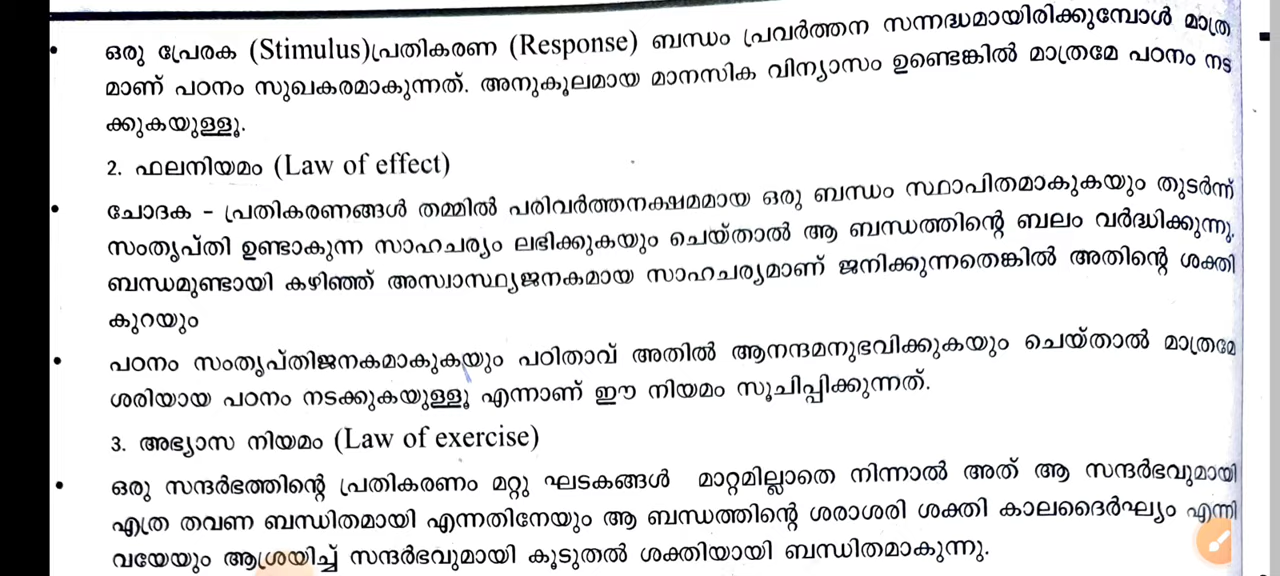 • ഒരു പ്രേരക (Stimulus)പ്രതികരണ (Response) ബന്ധം പ്രവർത്തന സന്നദ്ധമായിരിക്കുമ്പോൾ മാത്ര
മാണ് പഠനം സുഖകരമാകുന്നത്. അനുകൂലമായ മാനസിക വിന്യാസം ഉണ്ടെങ്കിൽ മാത്രമേ പഠനം നട
ക്കുകയുള്ളൂ.
2. ഫലനിയമം (Law of effect)
• ചോദക – പ്രതികരണങ്ങൾ തമ്മിൽ പരിവർത്തനക്ഷമമായ ഒരു ബന്ധം സ്ഥാപിതമാകുകയും തുടർന്ന്
സംതൃപ്തി ഉണ്ടാകുന്ന സാഹചര്യം ലഭിക്കുകയും ചെയ്താൽ ആ ബന്ധത്തിന്റെ ബലം വർദ്ധിക്കുന്നു.
ബന്ധമുണ്ടായി കഴിഞ്ഞ് അസ്വാസ്ഥ്യജനകമായ സാഹചര്യമാണ് ജനിക്കുന്നതെങ്കിൽ അതിന്റെ ശക്തി
കുറയും
• പഠനം സംതൃപ്തിജനകമാകുകയും പഠിതാവ് അതിൽ ആനന്ദമനുഭവിക്കുകയും ചെയ്താൽ മാത്രമേ
ശരിയായ പഠനം നടക്കുകയുള്ളൂ എന്നാണ് ഈ നിയമം സൂചിപ്പിക്കുന്നത്.
3. അഭ്യാസ നിയമം (Law of exercise)
• ഒരു സന്ദർഭത്തിന്റെ പ്രതികരണം മറ്റു ഘടകങ്ങൾ മാറ്റമില്ലാതെ നിന്നാൽ അത് ആ സന്ദർഭവുമായി
എത്ര തവണ ബന്ധിതമായി എന്നതിനേയും ആ ബന്ധത്തിന്റെ ശരാശരി ശക്തി കാലദൈർഘ്യം എന്നി
വയേയും ആശ്രയിച്ച് സന്ദർഭവുമായി കൂടുതൽ ശക്തിയായി ബന്ധിതമാകുന്നു.